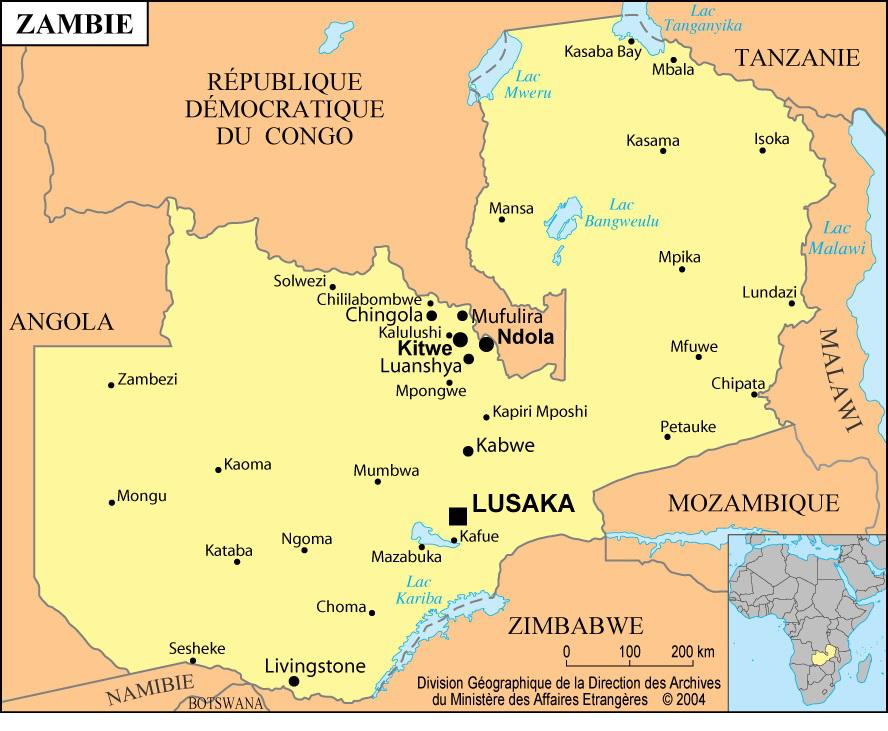 ZAMBIE
Lac
Tanganyika
Kasaba Bay
Mbala
TANZANIE
RÉPUBLIQUE
DÉMOCRATIQUE
DU CONGO
Lac
Mweru
Kasama
Isoka
Mansa
Lac
Bangweulu
Lac
Malawi
Mpika
Solwezi
Chililabombwe
Chingola
Mufulira
Lundazi
ANGOLA
Kalulushi
Kitwe
Ndola
Luanshya
Mfuwe
MALAWI
Zambezi
Mpongwe
Chipata
Kapiri Mposhi
Petauke
Kabwe
Kaoma
Mumbwa
Mongu
LUSAKA
MOZAMBIQUE
Ngoma
Kafue
Kataba
Mazabuka
Lac
Kariba
Choma
ZIMBABWE
Sesheke
Livingstone
0 100 200 km
NAMIBIE
BOTSWANA
Division Géographique de la Direction des Archives
du Ministère des Affaires Etrangères © 2004